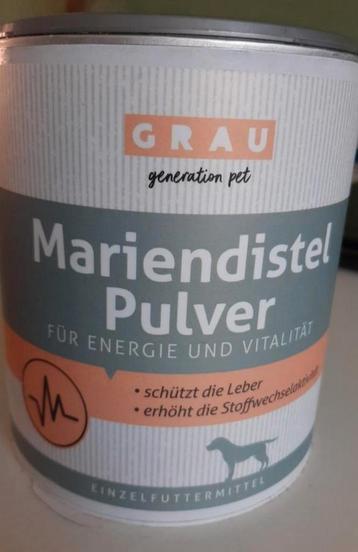 GRAU
generation pet
Mariendistel
Pulver
FÜR ENERGIE UND VITALITÄT
• schützt die Leber
• erhöht die Stoffwechselaktivität
EINZELFUTTERMITTEL